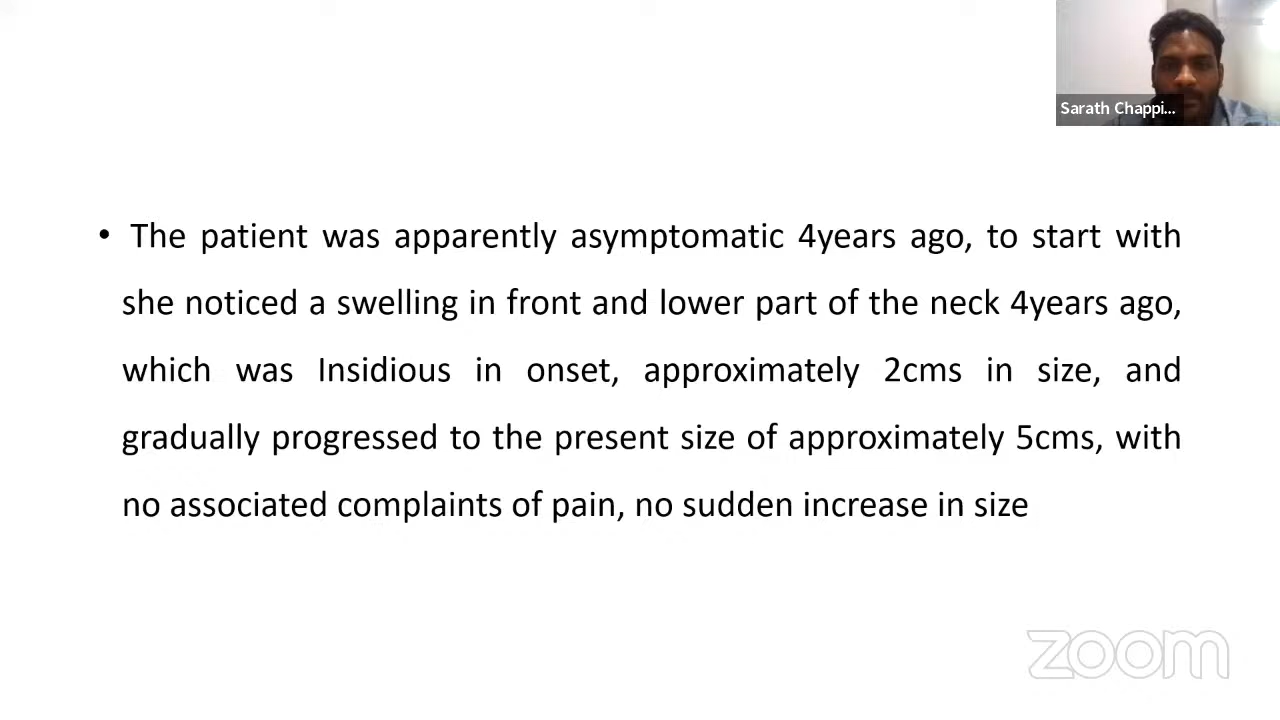 Sarath Chappi...
• The patient was apparently asymptomatic 4years ago, to start with
she noticed a swelling in front and lower part of the neck 4years ago,
which was Insidious in onset, approximately 2cms in size, and
gradually progressed to the present size of approximately 5cms, with
no associated complaints of pain, no sudden increase in size
zoom